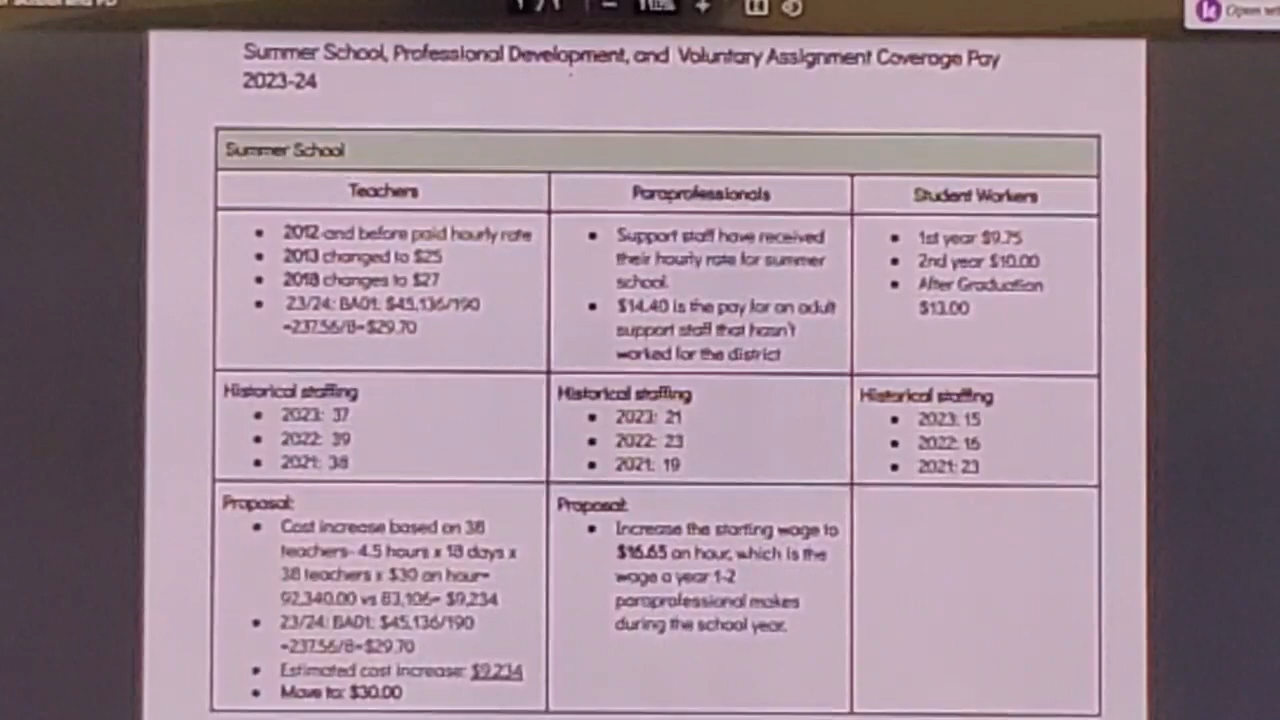 Summer School, Professional Development, and Voluntary Assignment Coverage Pay
2023-24
Summer School
Teachers
Paraprofessionals
Student Workers
• 2012 and before paid hourly rate
• 2013 changed to $25
• 2018 changes to $27
• 23/24: BA01: $45,136/190
=237.56/8=$29.70
• Support staff have received
their hourly rate for summer
school.
• $14.40 is the pay for an adult
support staff that hasn't
worked for the district
• 1st year $9.75
• 2nd year $10.00
• After Graduation
$13.00
Historical staffing
• 2023: 37
• 2022: 39
• 2021: 38
Historical staffing
• 2023: 21
• 2022: 23
• 2021: 19
Historical staffing
• 2023: 15
• 2022: 16
• 2021: 23
Proposal:
• Cost increase based on 38
teachers- 4.5 hours x 18 days x
38 teachers x $30 an hour=
92,340.00 vs 83,106= $9,234
• 23/24: BA01: $45,136/190
=237.56/8=$29.70
• Estimated cost increase: $9,234
• Move to: $30.00
Proposal:
• Increase the starting wage to
$16.65 an hour, which is the
wage a year 1-2
paraprofessional makes
during the school year.